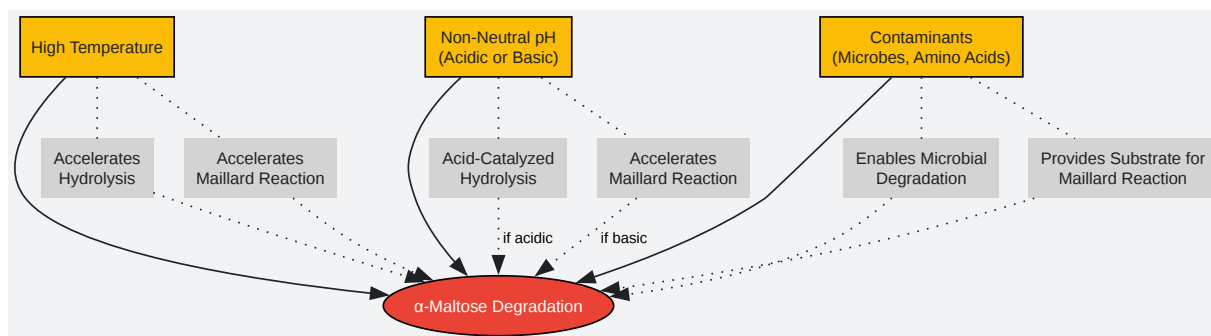 High Temperature
Non-Neutral pH
(Acidic or Basic)
Contaminants
(Microbes, Amino Acids)
Accelerates
Hydrolysis
Accelerates
Maillard Reaction
Acid-Catalyzed
Hydrolysis
Accelerates
Maillard Reaction
Enables Microbial
Degradation
Provides Substrate for
Maillard Reaction
if acidic
if basic
α-Maltose Degradation